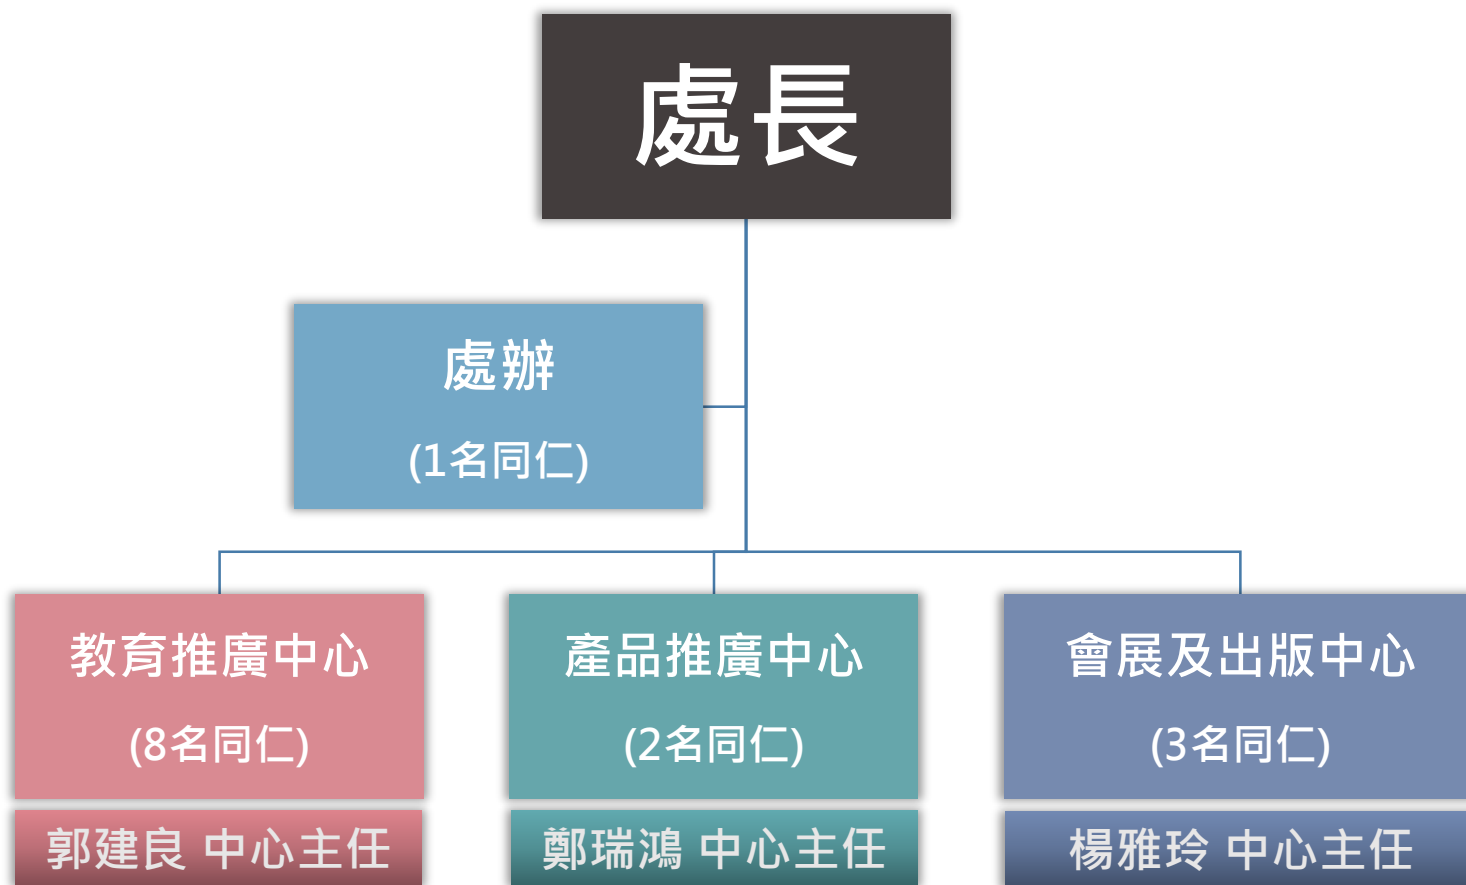 處長
處辦
(1名同仁)
教育推廣中心
(8名同仁)
郭建良 中心主任
產品推廣中心
(2名同仁)
鄭瑞鴻 中心主任
會展及出版中心
(3名同仁)
楊雅玲 中心主任